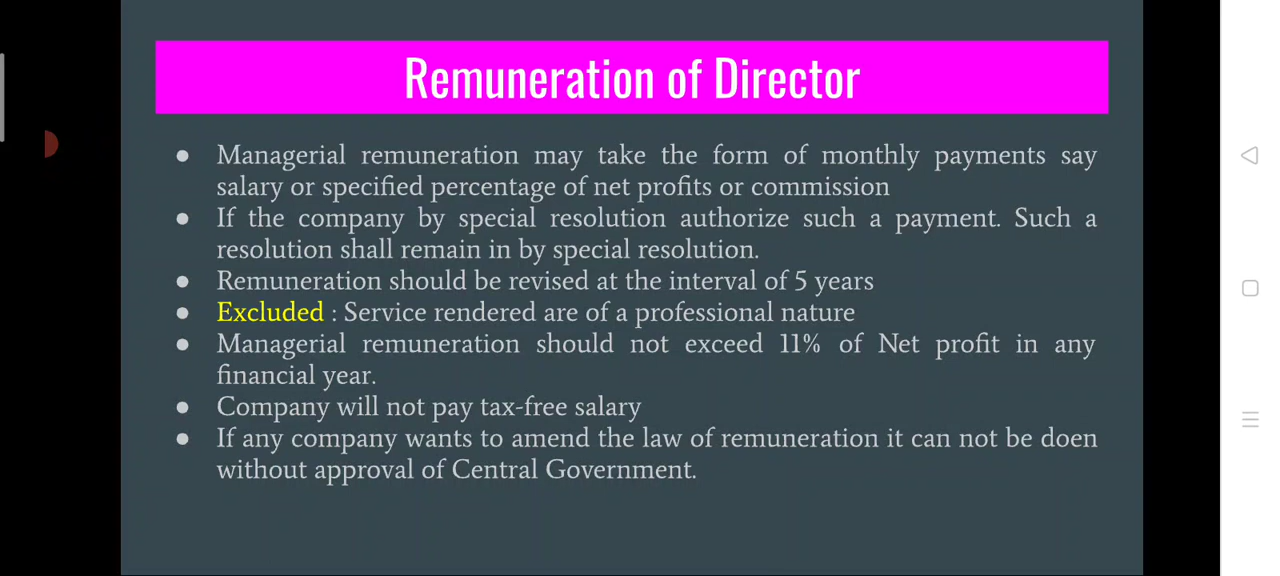 Remuneration of Director
● Managerial remuneration may take the form of monthly payments say
salary or specified percentage of net profits or commission
● If the company by special resolution authorize such a payment. Such a
resolution shall remain in by special resolution.
● Remuneration should be revised at the interval of 5 years
● Excluded : Service rendered are of a professional nature
● Managerial remuneration should not exceed 11% of Net profit in any
financial year.
● Company will not pay tax-free salary
● If any company wants to amend the law of remuneration it can not be doen
without approval of Central Government.